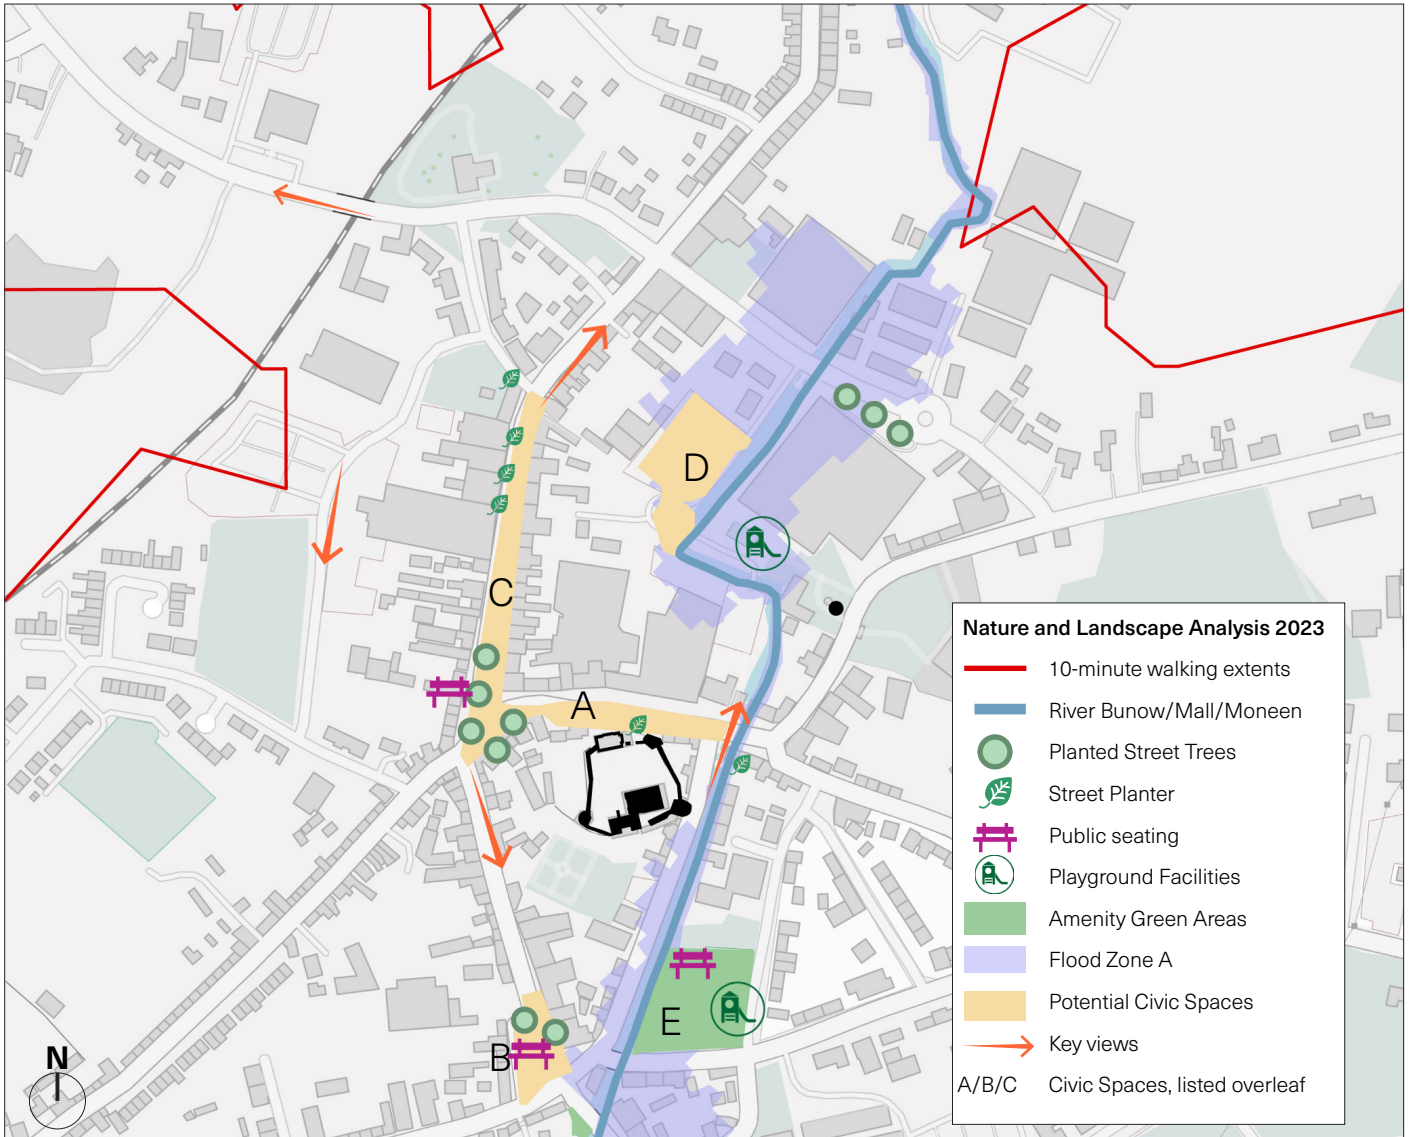 D
C
A
E
B
N
Nature and Landscape Analysis 2023
10-minute walking extents
River Bunow/Mall/Moneen
Planted Street Trees
Street Planter
Public seating
Playground Facilities
Amenity Green Areas
Flood Zone A
Potential Civic Spaces
Key views
A/B/C Civic Spaces, listed overleaf